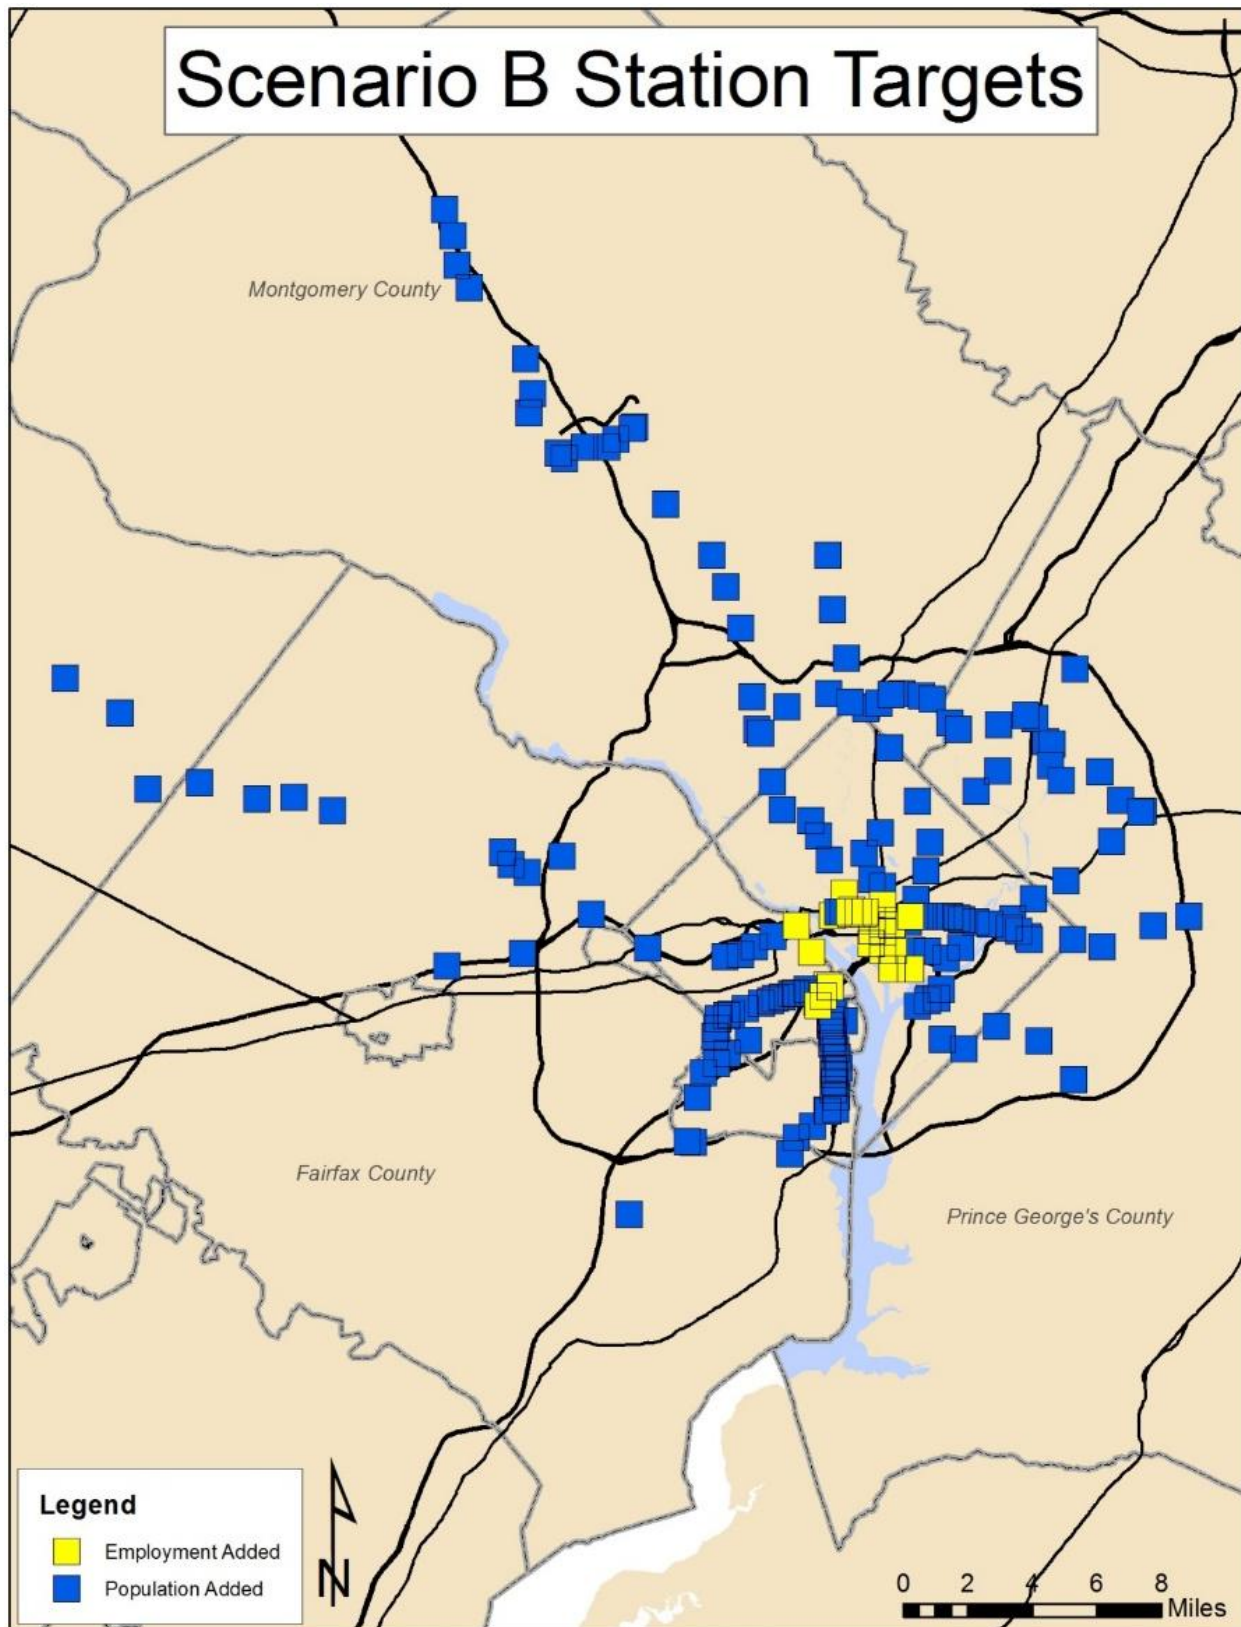 Scenario B Station Targets
Montgomery County
Fairfax County
Prince George's County
Legend
Employment Added
Population Added
N
0 2 4 6 8
Miles